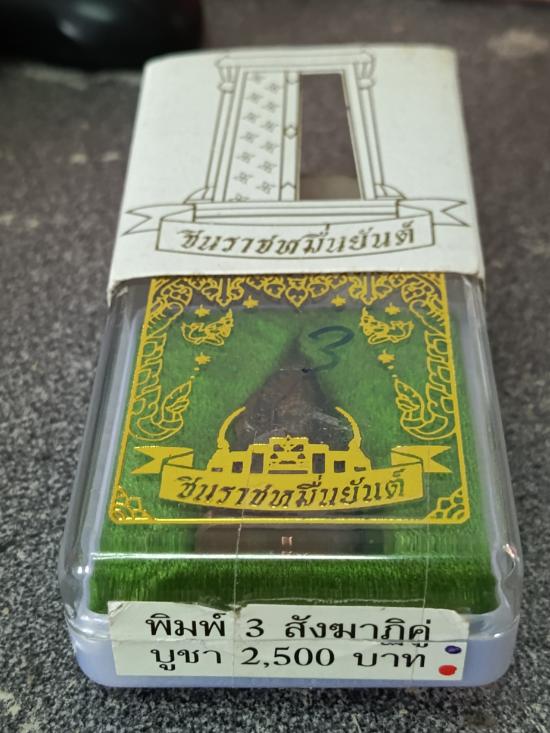 ชินราชหมื่นยันต์
3
ชินราชหมื่นยันต์
พิมพ์ 3 สังฆาฏิคู่
บูชา 2,500 บาท